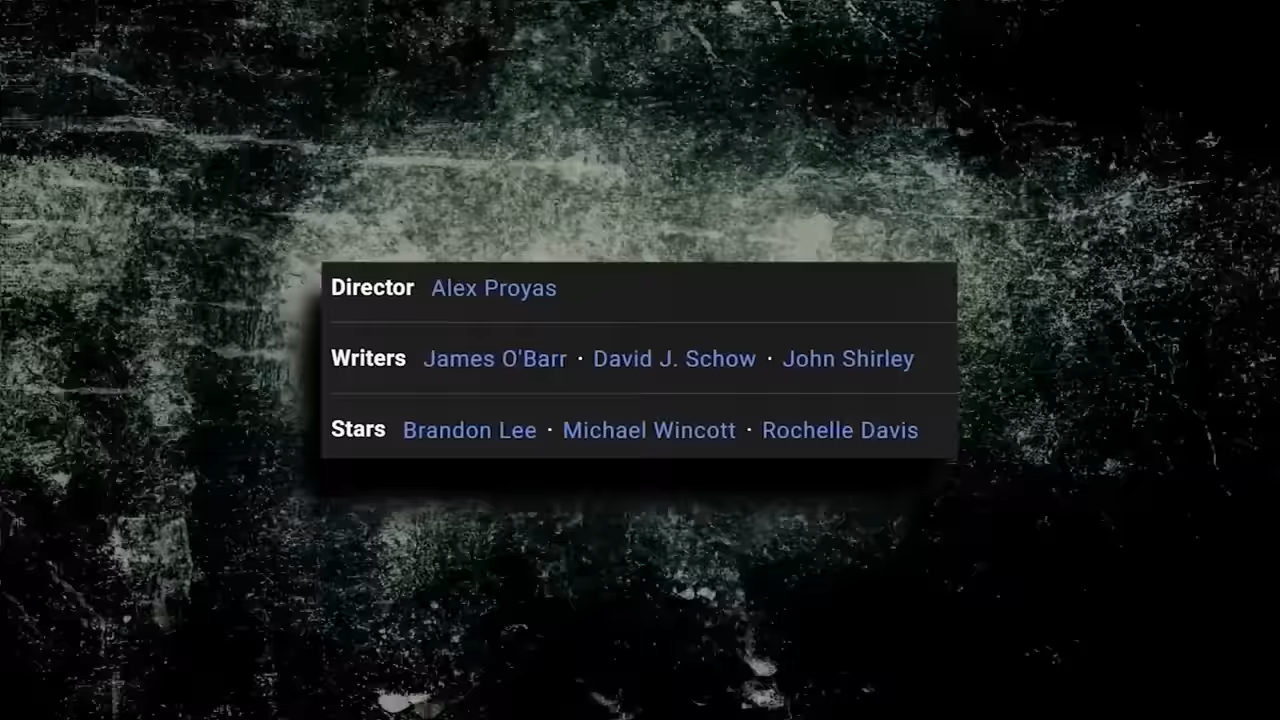 Director Alex Proyas
Writers James O'Barr · David J. Schow · John Shirley
Stars Brandon Lee · Michael Wincott · Rochelle Davis